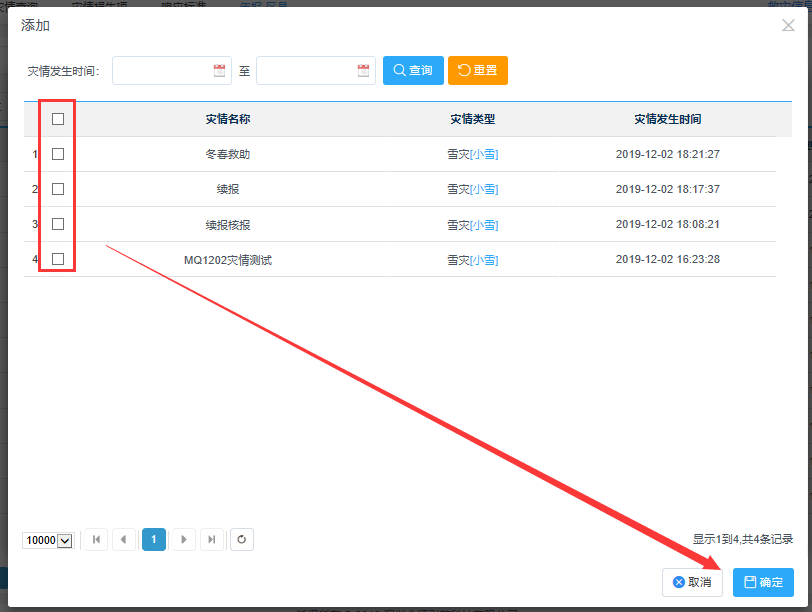 添加
灾情发生时间： 至 查询 重置
灾情名称 灾情类型 灾情发生时间
1 冬春救助 雪灾[小雪] 2019-12-02 18:21:27
2 续报 雪灾[小雪] 2019-12-02 18:17:37
3 续报核报 雪灾[小雪] 2019-12-02 18:08:21
4 MQ1202灾情测试 雪灾[小雪] 2019-12-02 16:23:28
10000 1 显示1到4,共4条记录
取消 确定